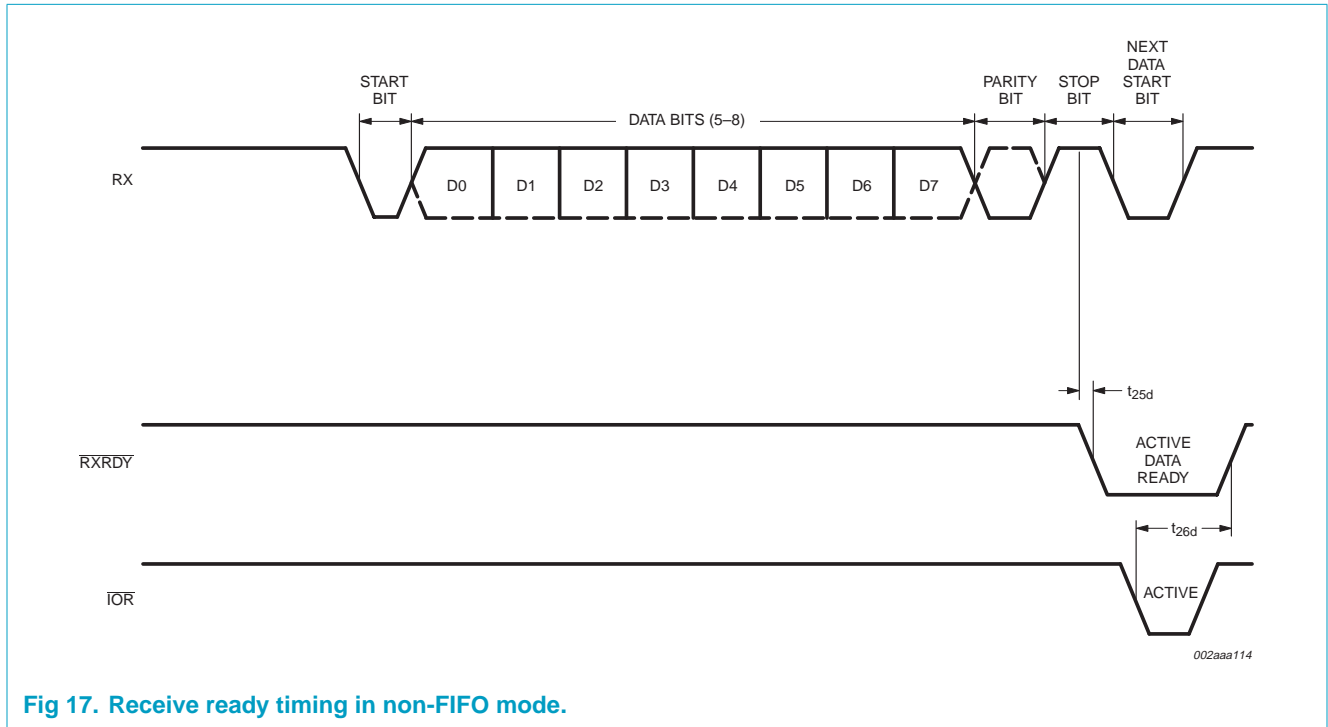 START
BIT
DATA BITS (5–8)
PARITY
BIT
STOP
BIT
NEXT
DATA
START
BIT
RX
D0 D1 D2 D3 D4 D5 D6 D7
t25d
RXRDY
ACTIVE
DATA
READY
t26d
IOR
ACTIVE
002aaa114
Fig 17. Receive ready timing in non-FIFO mode.